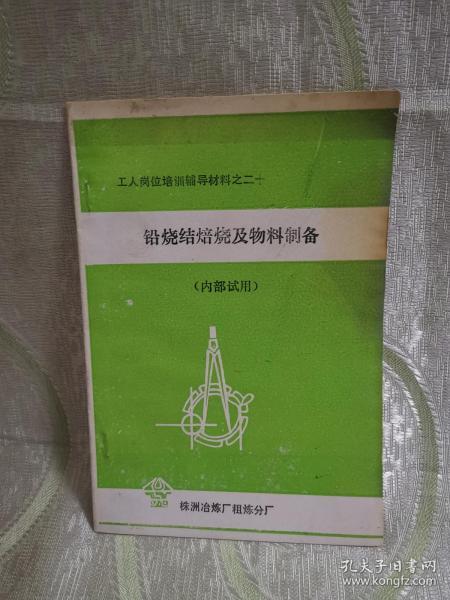 工人岗位培训辅导材料之二十
铅烧结焙烧及物料制备
（内部试用）
株洲冶炼厂粗炼分厂
孔夫子旧书网
www.kongfz.com